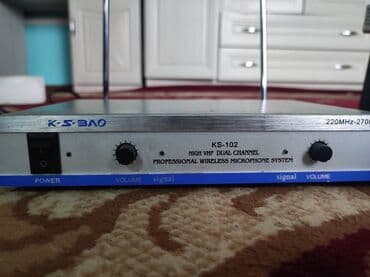 K-S-BAO
KS-102
220MHz-270
HIGH VHF DUAL CHANNEL
PROFESSIONAL WIRELESS MICROPHONE SYSTEM
POWER
VOLUME
signal
signal
VOLUME